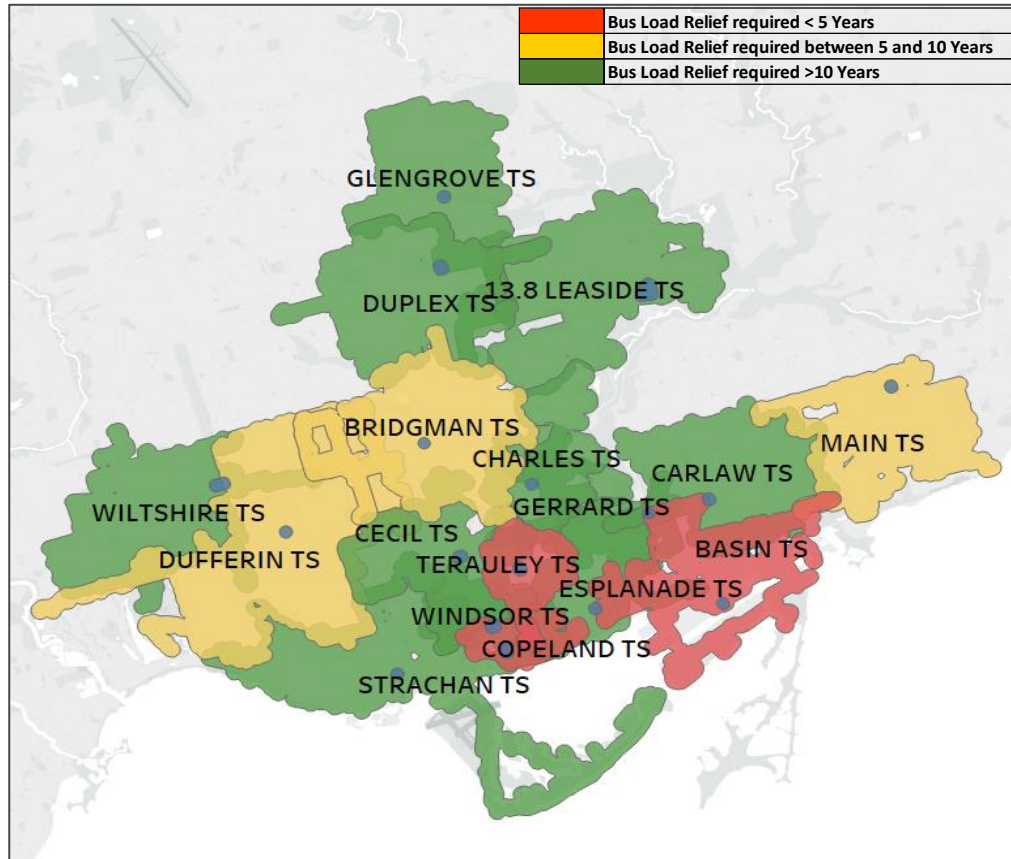 Bus Load Relief required < 5 Years
Bus Load Relief required between 5 and 10 Years
Bus Load Relief required >10 Years
GLENGROVE TS
DUPLEX TS
13.8 LEASIDE TS
BRIDGMAN TS
MAIN TS
CHARLES TS
CARLAW TS
WILTSHIRE TS
GERRARD TS
CECIL TS
DUFFERIN TS
BASIN TS
TERAULEY TS
ESPLANADE TS
WINDSOR TS
COPELAND TS
STRACHAN TS